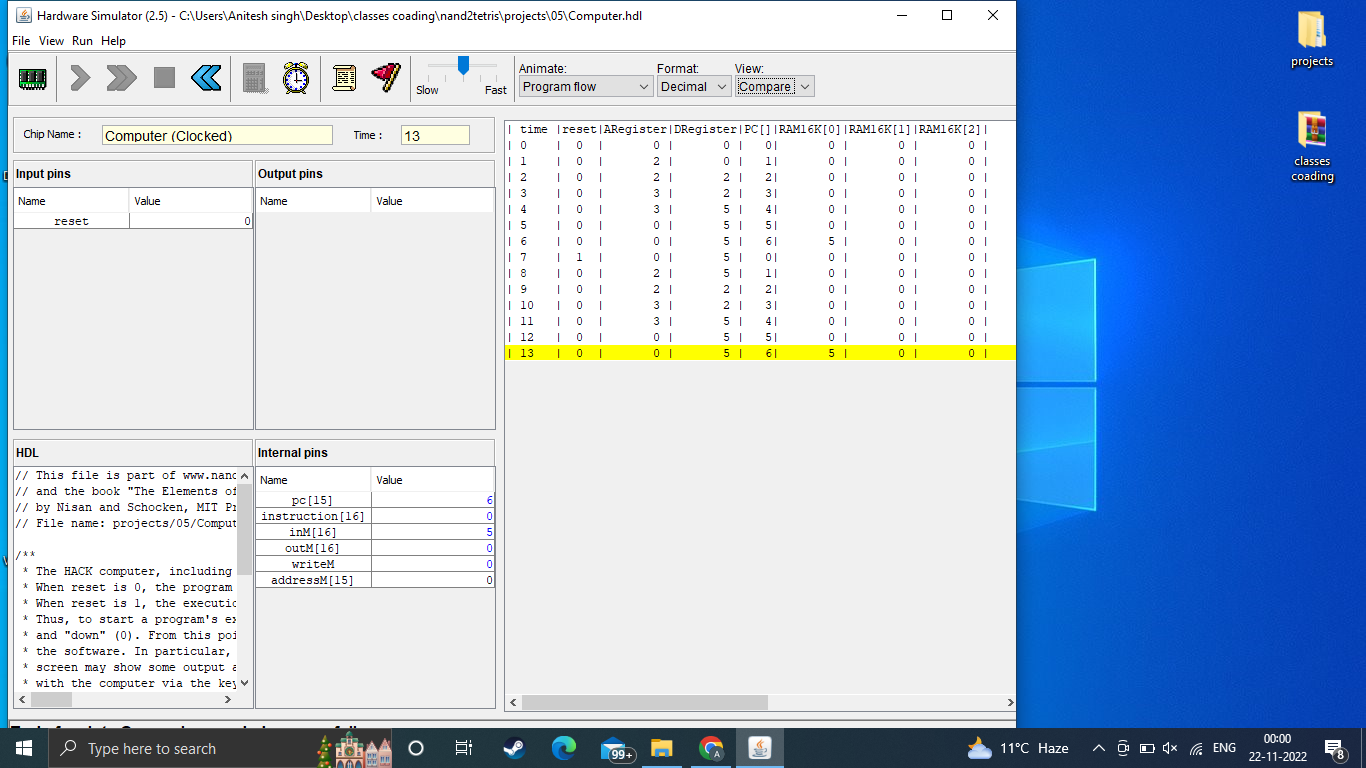 Hardware Simulator (2.5) - C:\Users\Anitesh singh\Desktop\classes coading\nand2tetris\projects\05\Computer.hdl
File View Run Help
Slow Fast
Animate: Format: View:
Program flow Decimal Compare
Chip Name : Computer (Clocked) Time : 13
Input pins
Name Value
reset 0
Output pins
Name Value
HDL
// This file is part of www.nand
// and the book "The Elements of
// by Nisan and Schocken, MIT Pr
// File name: projects/05/Comput
/**
* The HACK computer, including
* When reset is 0, the program
* When reset is 1, the executio
* Thus, to start a program's ex
* and "down" (0). From this poi
* the software. In particular,
* screen may show some output a
* with the computer via the key
Internal pins
Name Value
pc[15] 6
instruction[16] 0
inM[16] 5
outM[16] 0
writeM 0
addressM[15] 0
| time |reset|ARegister|DRegister|PC[]|RAM16K[0]|RAM16K[1]|RAM16K[2]|
| 0 | 0 | 0 | 0 | 0| 0 | 0 | 0 |
| 1 | 0 | 2 | 0 | 1| 0 | 0 | 0 |
| 2 | 0 | 2 | 2 | 2| 0 | 0 | 0 |
| 3 | 0 | 3 | 2 | 3| 0 | 0 | 0 |
| 4 | 0 | 3 | 5 | 4| 0 | 0 | 0 |
| 5 | 0 | 0 | 5 | 5| 0 | 0 | 0 |
| 6 | 0 | 0 | 5 | 6| 5 | 0 | 0 |
| 7 | 1 | 0 | 5 | 0| 0 | 0 | 0 |
| 8 | 0 | 2 | 5 | 1| 0 | 0 | 0 |
| 9 | 0 | 2 | 2 | 2| 0 | 0 | 0 |
| 10 | 0 | 3 | 2 | 3| 0 | 0 | 0 |
| 11 | 0 | 3 | 5 | 4| 0 | 0 | 0 |
| 12 | 0 | 0 | 5 | 5| 0 | 0 | 0 |
| 13 | 0 | 0 | 5 | 6| 5 | 0 | 0 |
projects
classes
coading
Type here to search
99+
A
11°C Haze
ENG
00:00
22-11-2022
8